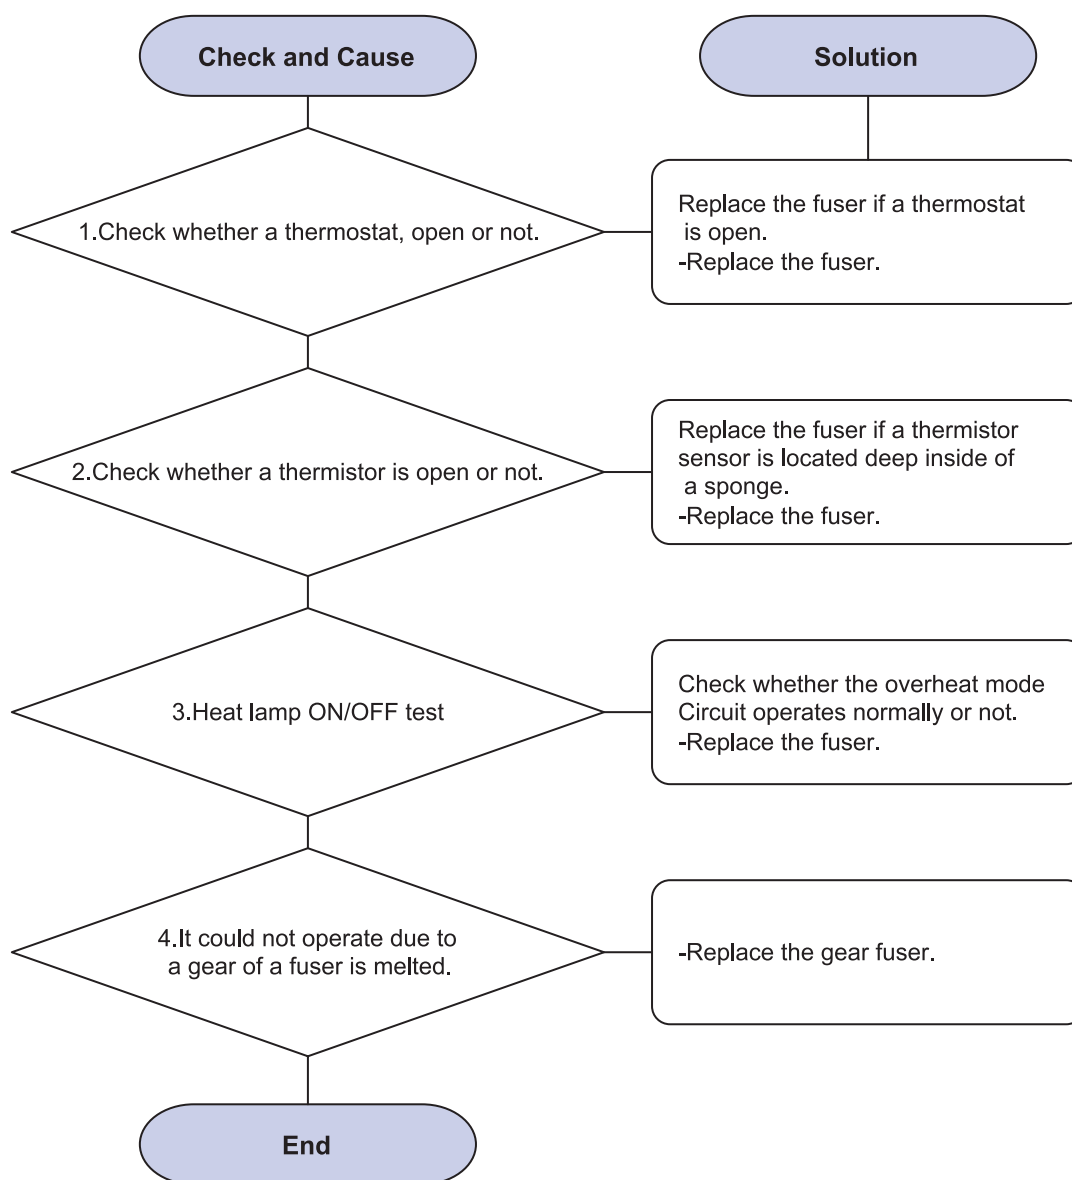 Check and Cause
Solution
1.Check whether a thermostat, open or not.
Replace the fuser if a thermostat
is open.
-Replace the fuser.
2.Check whether a thermistor is open or not.
Replace the fuser if a thermistor
sensor is located deep inside of
a sponge.
-Replace the fuser.
3.Heat lamp ON/OFF test
Check whether the overheat mode
Circuit operates normally or not.
-Replace the fuser.
4.It could not operate due to
a gear of a fuser is melted.
-Replace the gear fuser.
End